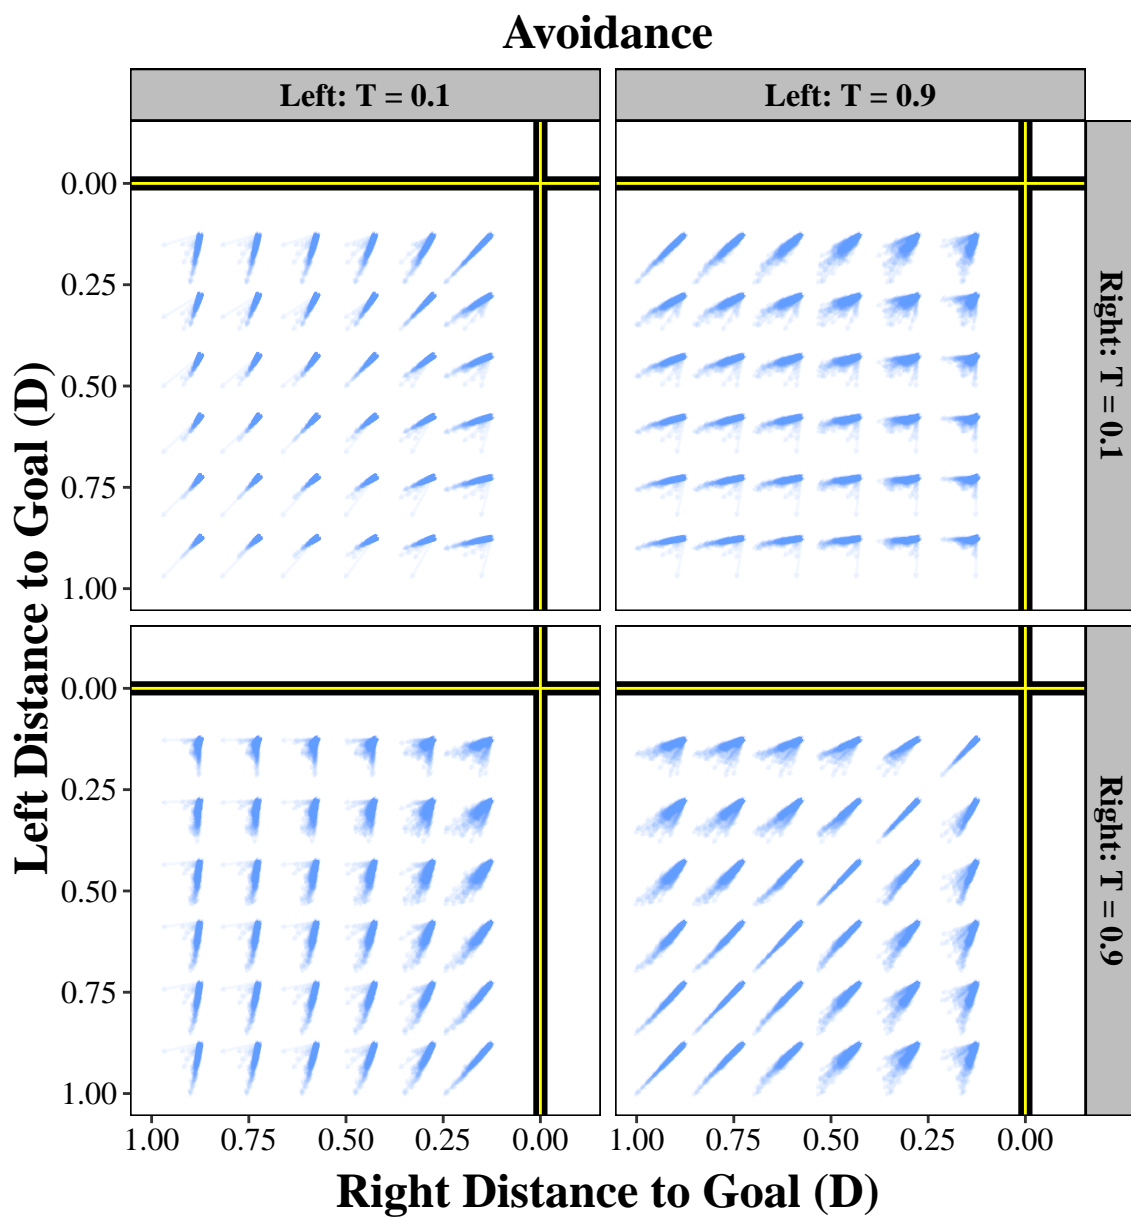 Avoidance
Left: T = 0.1
Left: T = 0.9
Left Distance to Goal (D)
0.00
0.25
0.50
0.75
1.00
Right: T = 0.1
0.00
0.25
0.50
0.75
1.00
Right: T = 0.9
1.00 0.75 0.50 0.25 0.00
1.00 0.75 0.50 0.25 0.00
Right Distance to Goal (D)